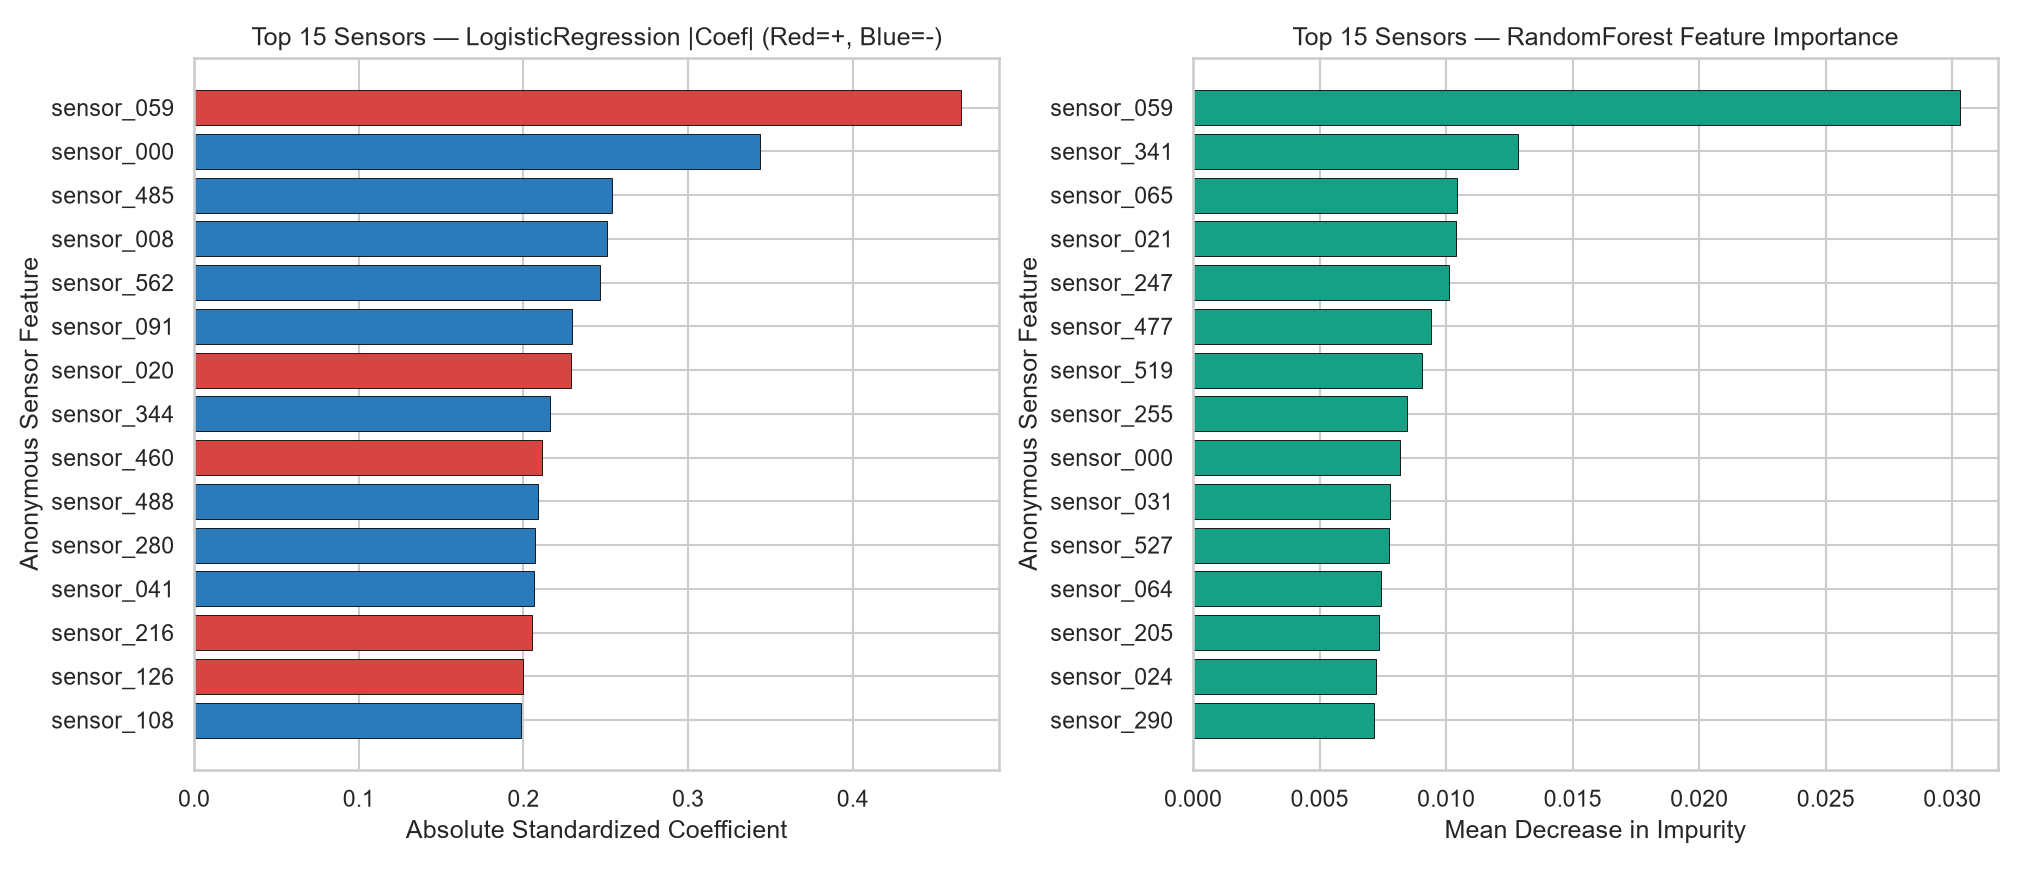 Top 15 Sensors — LogisticRegression |Coef| (Red=+, Blue=-)
Anonymous Sensor Feature
sensor_059
sensor_000
sensor_485
sensor_008
sensor_562
sensor_091
sensor_020
sensor_344
sensor_460
sensor_488
sensor_280
sensor_041
sensor_216
sensor_126
sensor_108
0.0 0.1 0.2 0.3 0.4
Absolute Standardized Coefficient
Top 15 Sensors — RandomForest Feature Importance
Anonymous Sensor Feature
sensor_059
sensor_341
sensor_065
sensor_021
sensor_247
sensor_477
sensor_519
sensor_255
sensor_000
sensor_031
sensor_527
sensor_064
sensor_205
sensor_024
sensor_290
0.000 0.005 0.010 0.015 0.020 0.025 0.030
Mean Decrease in Impurity